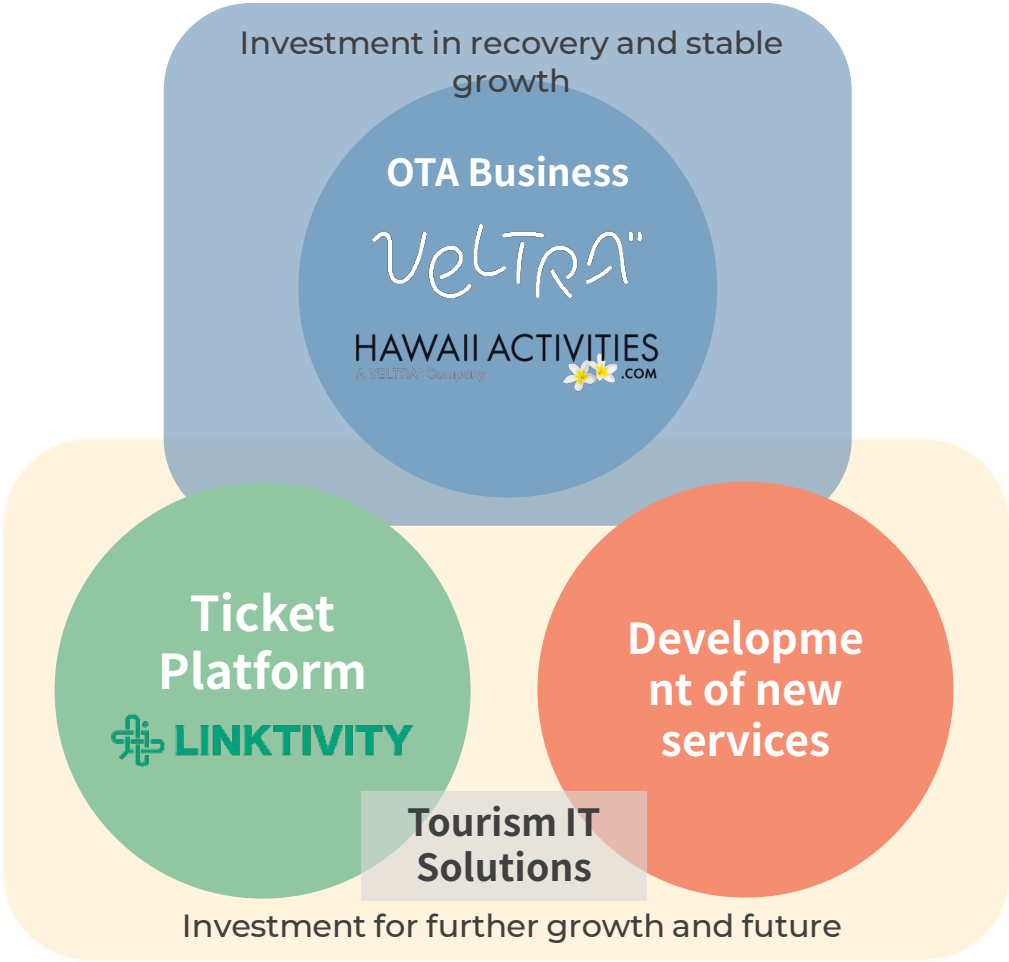 Investment in recovery and stable
growth
OTA Business
VELTRA
HAWAII ACTIVITIES
A VELTRA Company
.COM
Ticket
Platform
LINKTIVITY
Developme
nt of new
services
Tourism IT
Solutions
Investment for further growth and future